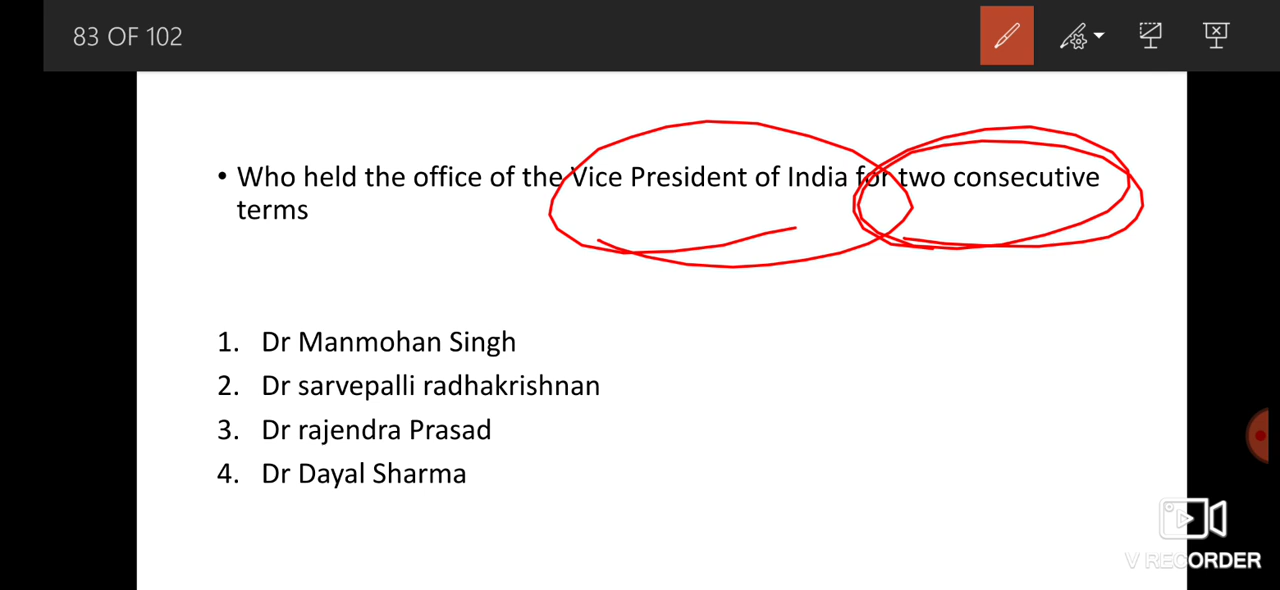 83 OF 102
• Who held the office of the Vice President of India for two consecutive
terms
1. Dr Manmohan Singh
2. Dr sarvepalli radhakrishnan
3. Dr rajendra Prasad
4. Dr Dayal Sharma
V RECORDER